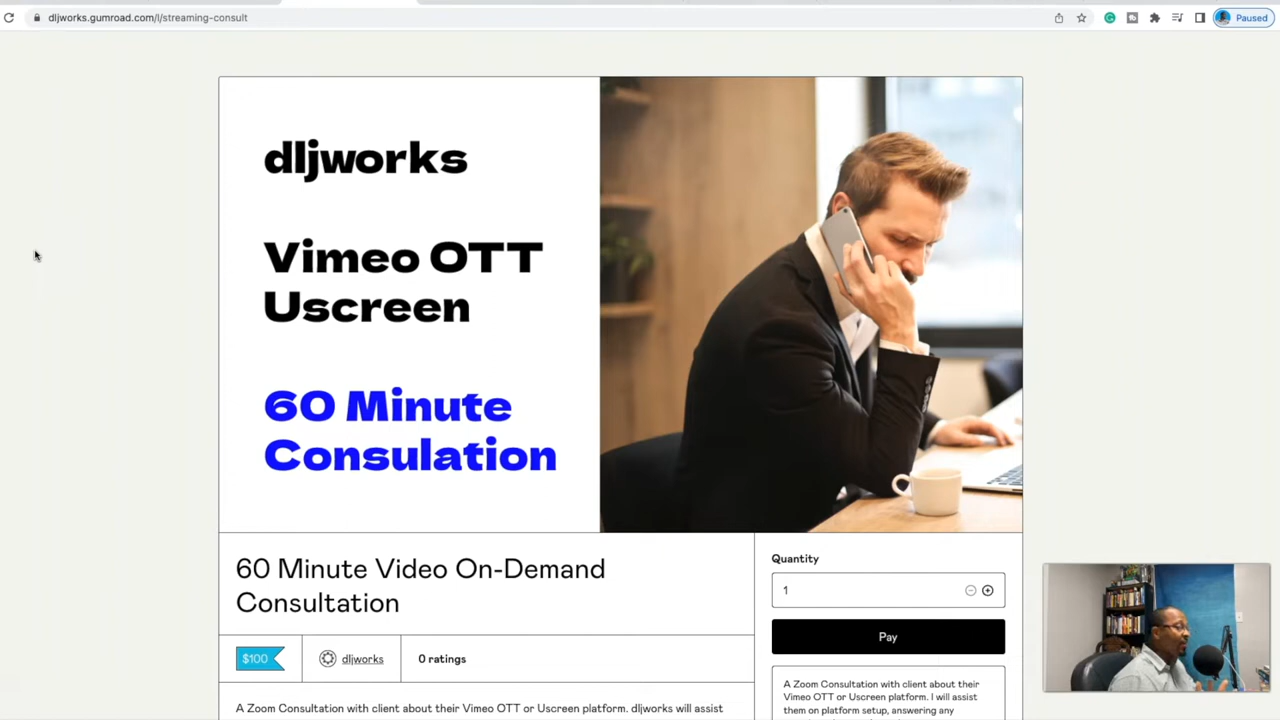 dljworks.gumroad.com/l/streaming-consult
Paused
dljworks
Vimeo OTT
Uscreen
60 Minute
Consulation
60 Minute Video On-Demand
Consultation
$100
dljworks
0 ratings
A Zoom Consultation with client about their Vimeo OTT or Uscreen platform. dljworks will assist
Quantity
1
Pay
A Zoom Consultation with client about their
Vimeo OTT or Uscreen platform. I will assist
them on platform setup, answering any